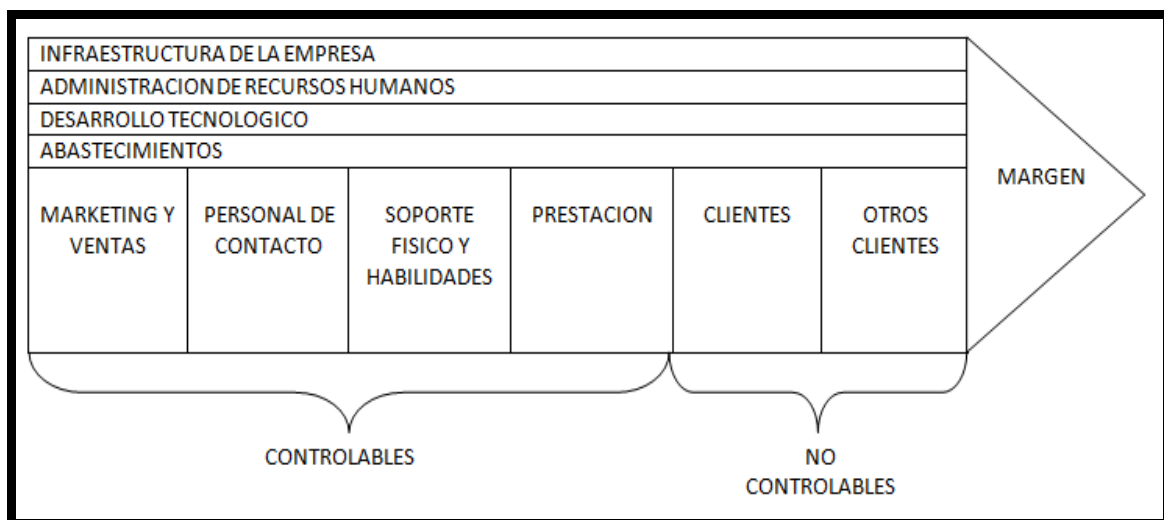 INFRAESTRUCTURA DE LA EMPRESA
ADMINISTRACION DE RECURSOS HUMANOS
DESARROLLO TECNOLOGICO
ABASTECIMIENTOS
MARKETING Y
VENTAS
PERSONAL DE
CONTACTO
SOPORTE
FISICO Y
HABILIDADES
PRESTACION
CLIENTES
OTROS
CLIENTES
MARGEN
CONTROLABLES
NO
CONTROLABLES